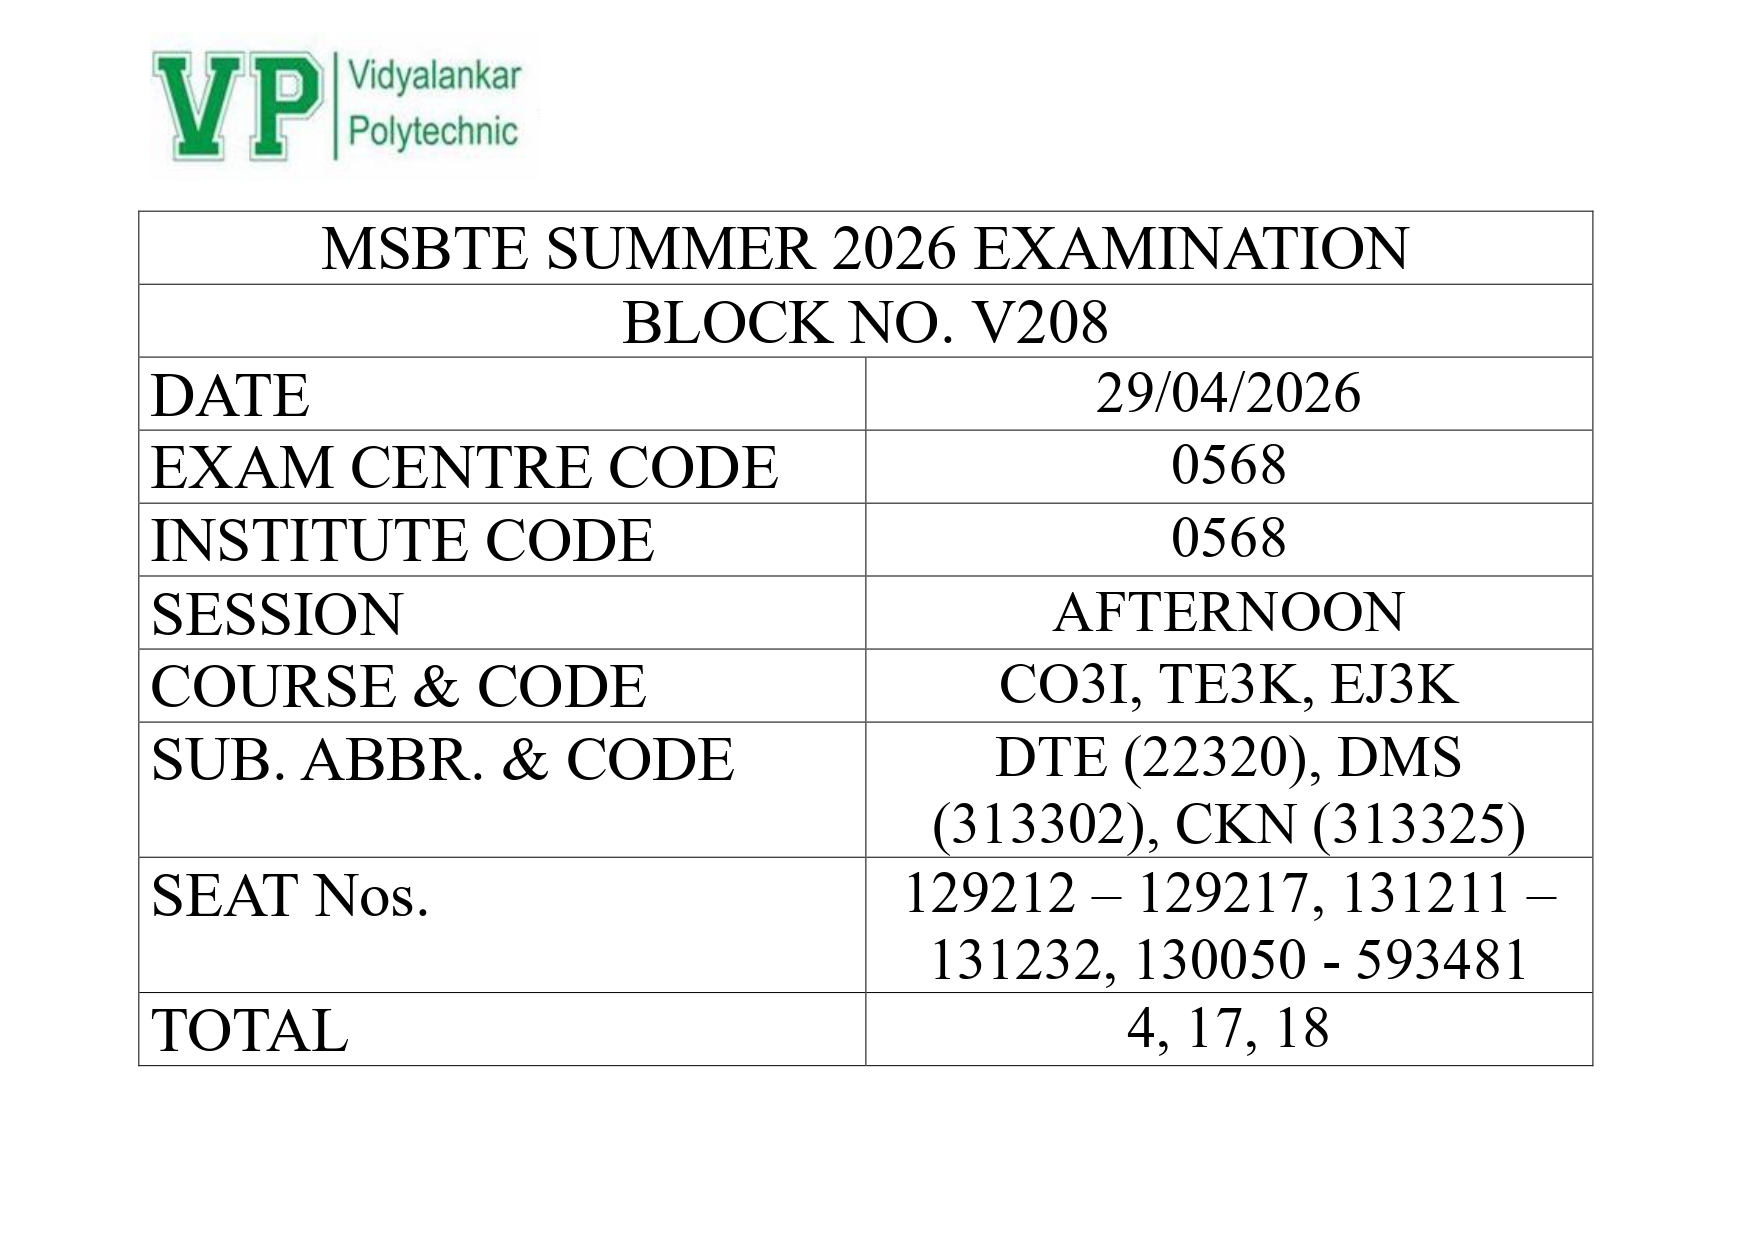 VP Vidyalankar
Polytechnic
MSBTE SUMMER 2026 EXAMINATION
BLOCK NO. V208
DATE 29/04/2026
EXAM CENTRE CODE 0568
INSTITUTE CODE 0568
SESSION AFTERNOON
COURSE & CODE CO3I, TE3K, EJ3K
SUB. ABBR. & CODE DTE (22320), DMS
(313302), CKN (313325)
SEAT Nos. 129212 – 129217, 131211 –
131232, 130050 - 593481
TOTAL 4, 17, 18